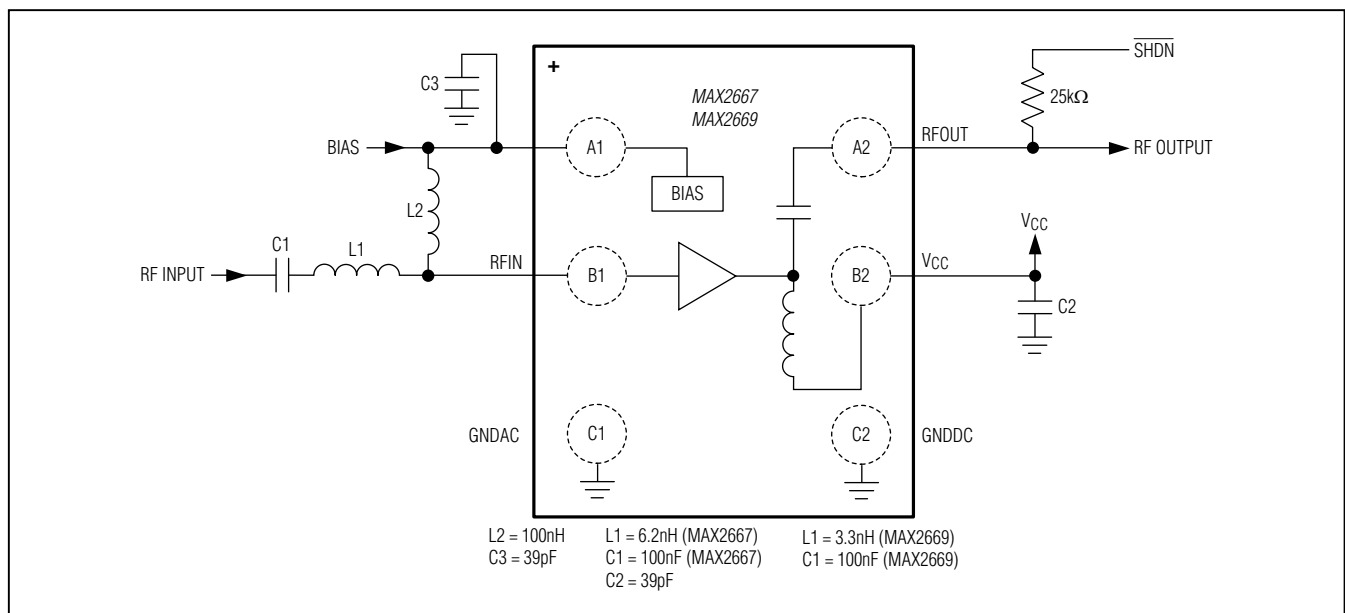 +
MAX2667
MAX2669
C3
S̅H̅D̅N̅
25kΩ
BIAS
A1
A2
RFOUT
RF OUTPUT
BIAS
L2
VCC
C1
L1
RF INPUT
RFIN
B1
B2
VCC
C2
GNDAC
C1
C2
GNDDC
L2 = 100nH
C3 = 39pF
L1 = 6.2nH (MAX2667)
C1 = 100nF (MAX2667)
C2 = 39pF
L1 = 3.3nH (MAX2669)
C1 = 100nF (MAX2669)